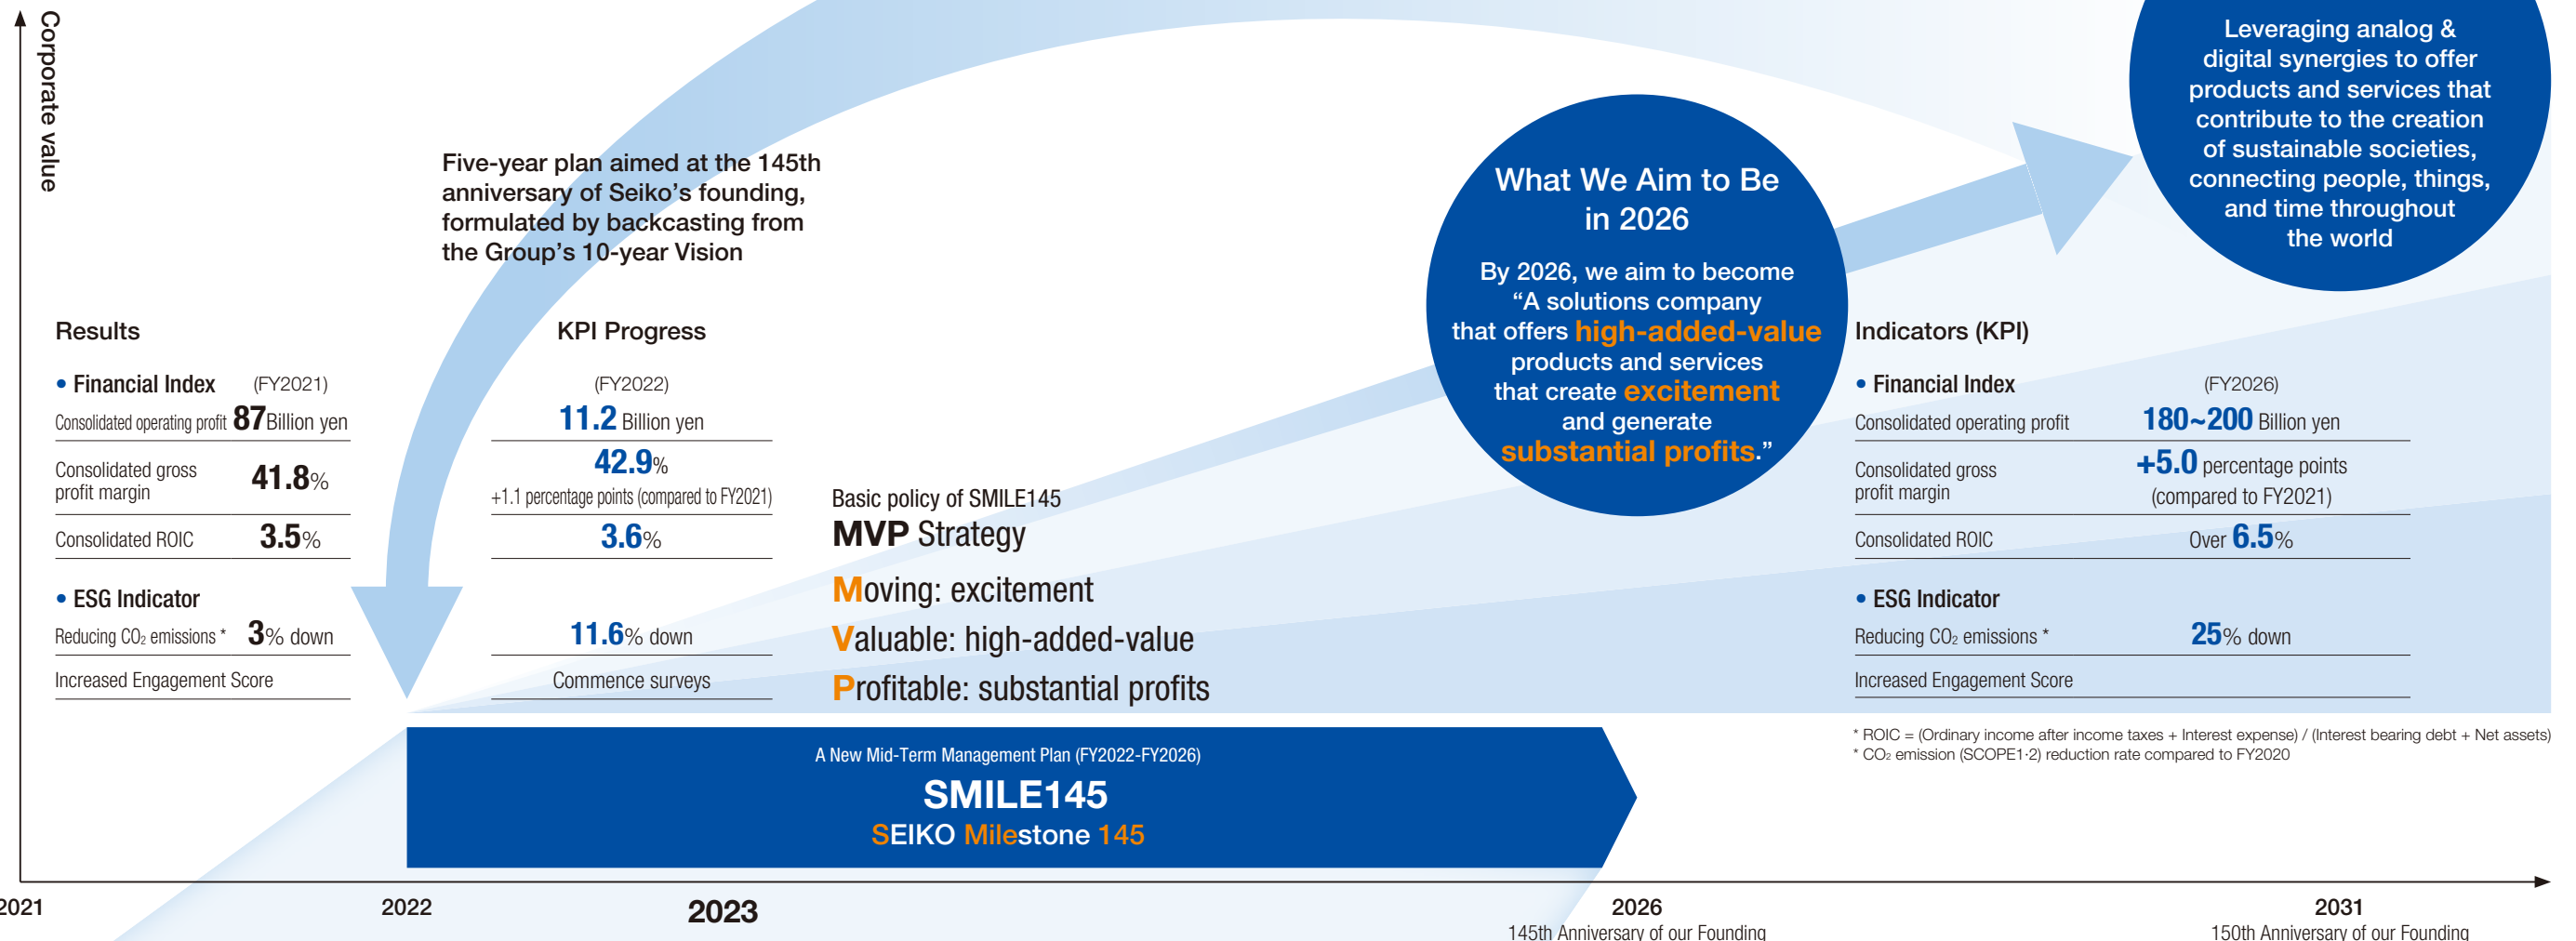 Corporate value
Leveraging analog &
digital synergies to offer
products and services that
contribute to the creation
of sustainable societies,
connecting people, things,
and time throughout
the world
Five-year plan aimed at the 145th
anniversary of Seiko's founding,
formulated by backcasting from
the Group's 10-year Vision
What We Aim to Be
in 2026
By 2026, we aim to become
“A solutions company
that offers high-added-value
products and services
that create excitement
and generate
substantial profits.”
Results
• Financial Index (FY2021)
Consolidated operating profit 87Billion yen
Consolidated gross
profit margin
41.8%
Consolidated ROIC 3.5%
• ESG Indicator
Reducing CO₂ emissions * 3% down
Increased Engagement Score
KPI Progress
(FY2022)
11.2 Billion yen
42.9%
+1.1 percentage points (compared to FY2021)
3.6%
11.6% down
Commence surveys
Basic policy of SMILE145
MVP Strategy
Moving: excitement
Valuable: high-added-value
Profitable: substantial profits
Indicators (KPI)
• Financial Index (FY2026)
Consolidated operating profit 180~200 Billion yen
Consolidated gross
profit margin
+5.0 percentage points
(compared to FY2021)
Consolidated ROIC Over 6.5%
• ESG Indicator
Reducing CO₂ emissions * 25% down
Increased Engagement Score
* ROIC = (Ordinary income after income taxes + Interest expense) / (Interest bearing debt + Net assets)
* CO₂ emission (SCOPE1·2) reduction rate compared to FY2020
A New Mid-Term Management Plan (FY2022-FY2026)
SMILE145
SEIKO Milestone 145
2021
2022
2023
2026
145th Anniversary of our Founding
2031
150th Anniversary of our Founding